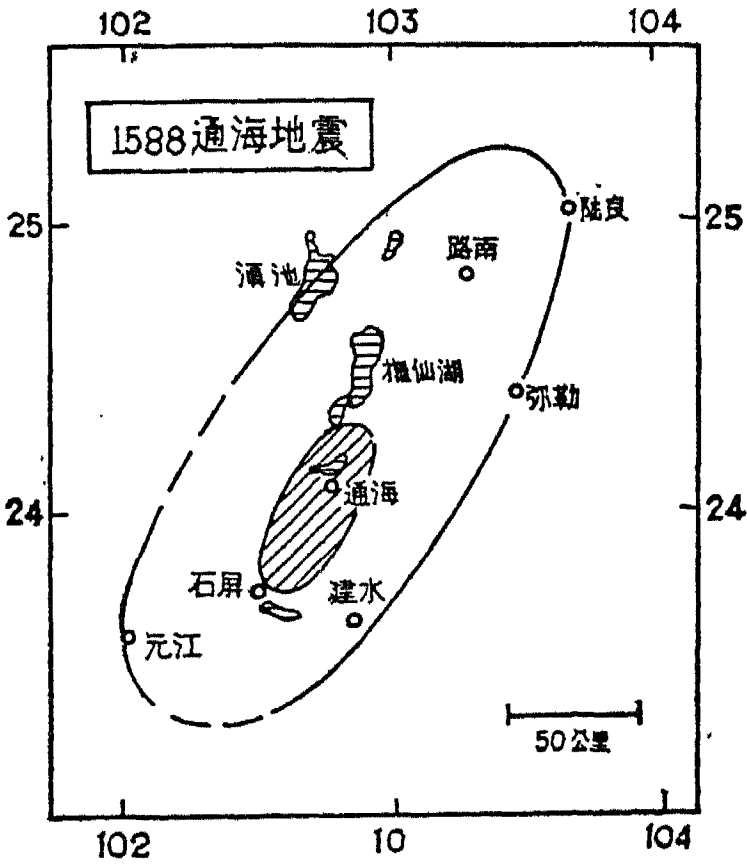 102 103 104
1588通海地震
25 25
陆良
路南
滇池
撫仙湖
弥勒
通海
24 24
石屏
建水
元江
50公里
102 10 104